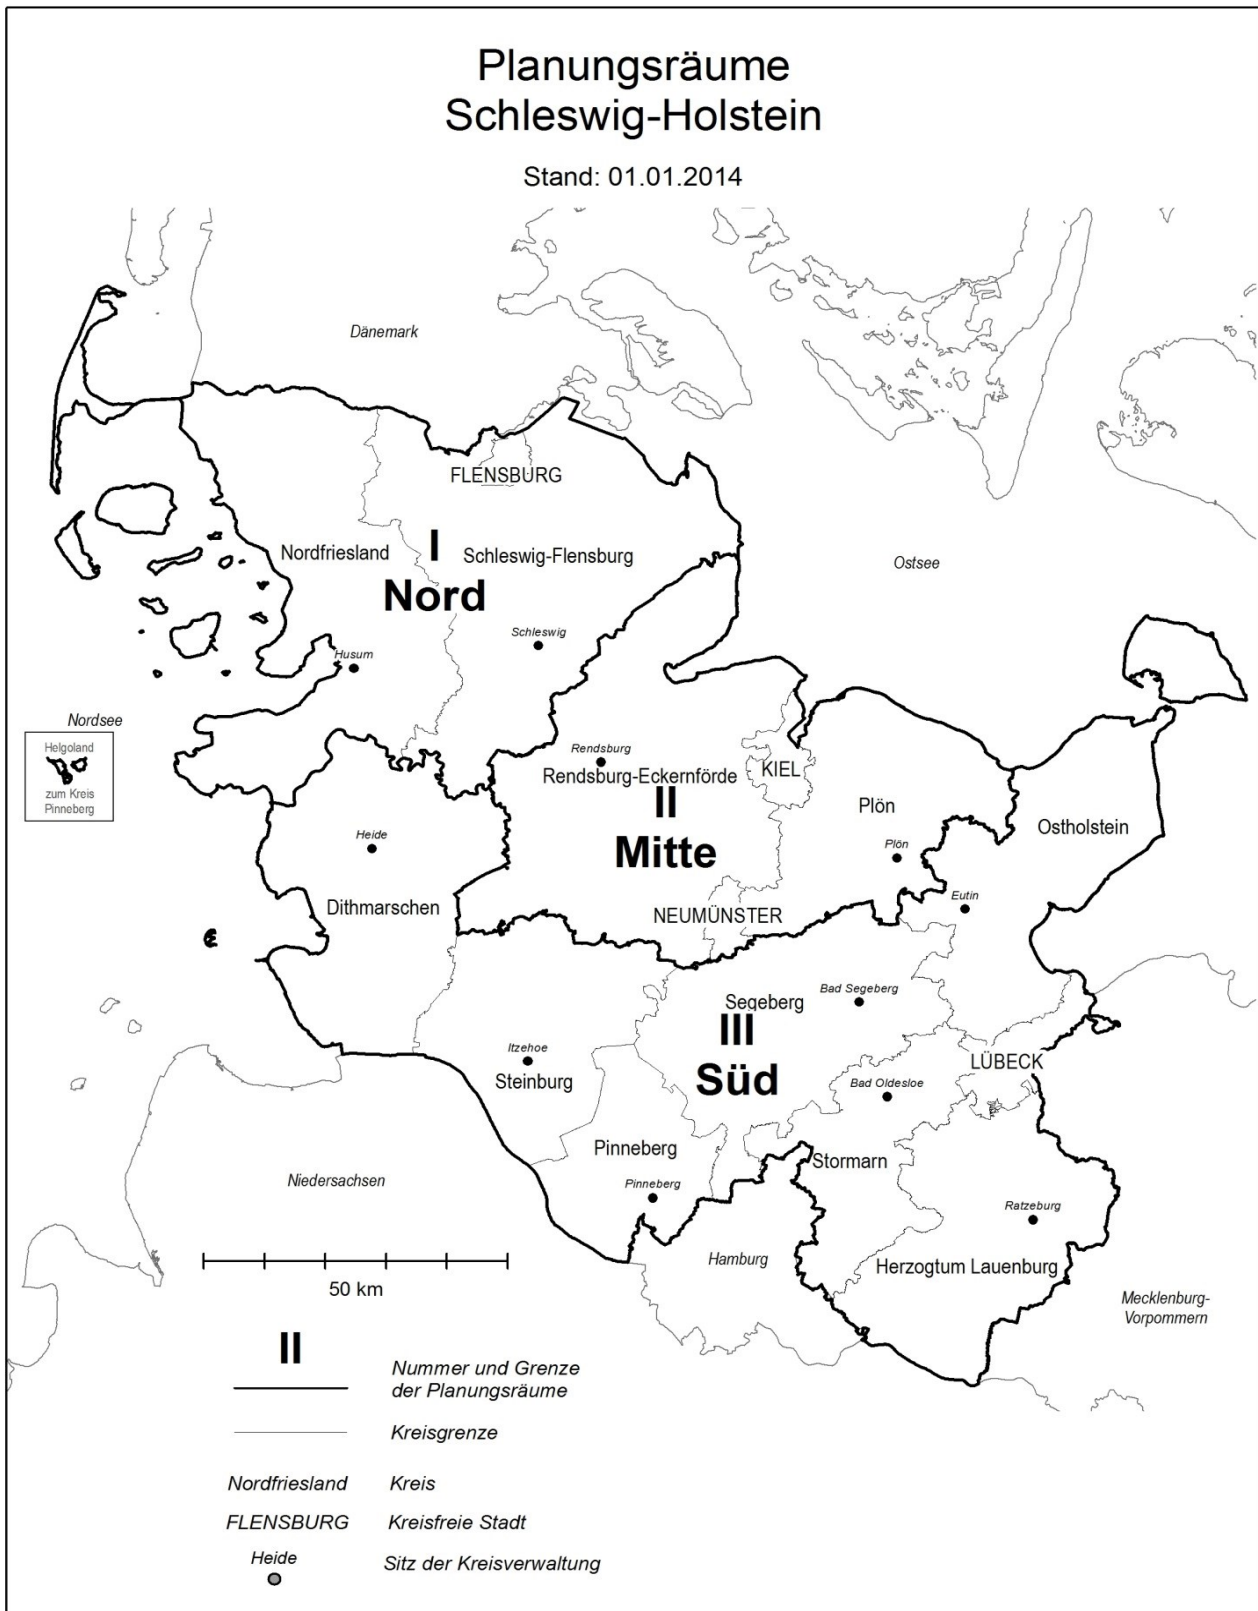 Planungsräume
Schleswig-Holstein
Stand: 01.01.2014
Dänemark
FLENSBURG
Nordfriesland
I
Schleswig-Flensburg
Nord
Ostsee
Schleswig
Husum
Nordsee
Helgoland
zum Kreis
Pinneberg
Rendsburg
Rendsburg-Eckernförde
KIEL
II
Mitte
Plön
Plön
Ostholstein
Heide
Dithmarschen
Eutin
NEUMÜNSTER
Segeberg
Bad Segeberg
III
Süd
Itzehoe
Steinburg
LÜBECK
Bad Oldesloe
Pinneberg
Pinneberg
Stormarn
Niedersachsen
Ratzeburg
Hamburg
Herzogtum Lauenburg
Mecklenburg-
Vorpommern
50 km
II
Nummer und Grenze
der Planungsräume
Kreisgrenze
Nordfriesland Kreis
FLENSBURG Kreisfreie Stadt
Heide Sitz der Kreisverwaltung